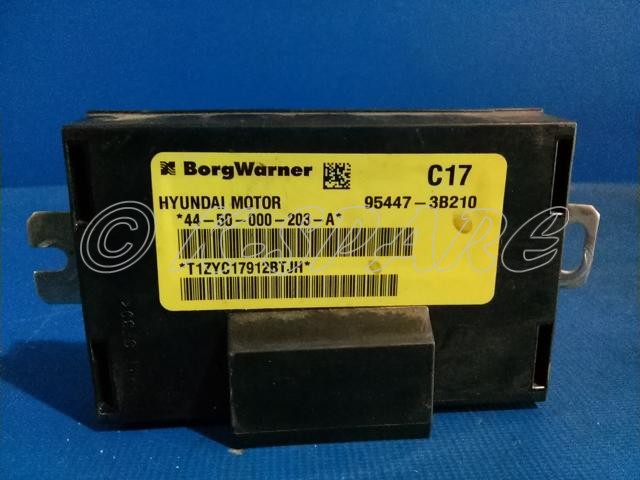 BorgWarner C17
HYUNDAI MOTOR 95447-3B210
*44-50-000-203-A*
*T1ZYC17912BTJH*